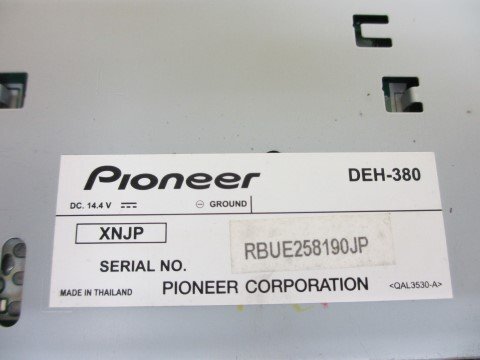 Pioneer DEH-380
DC. 14.4 V ⎓ ⊖ GROUND
XNJP
SERIAL NO. RBUE258190JP
MADE IN THAILAND PIONEER CORPORATION <QAL3530-A>